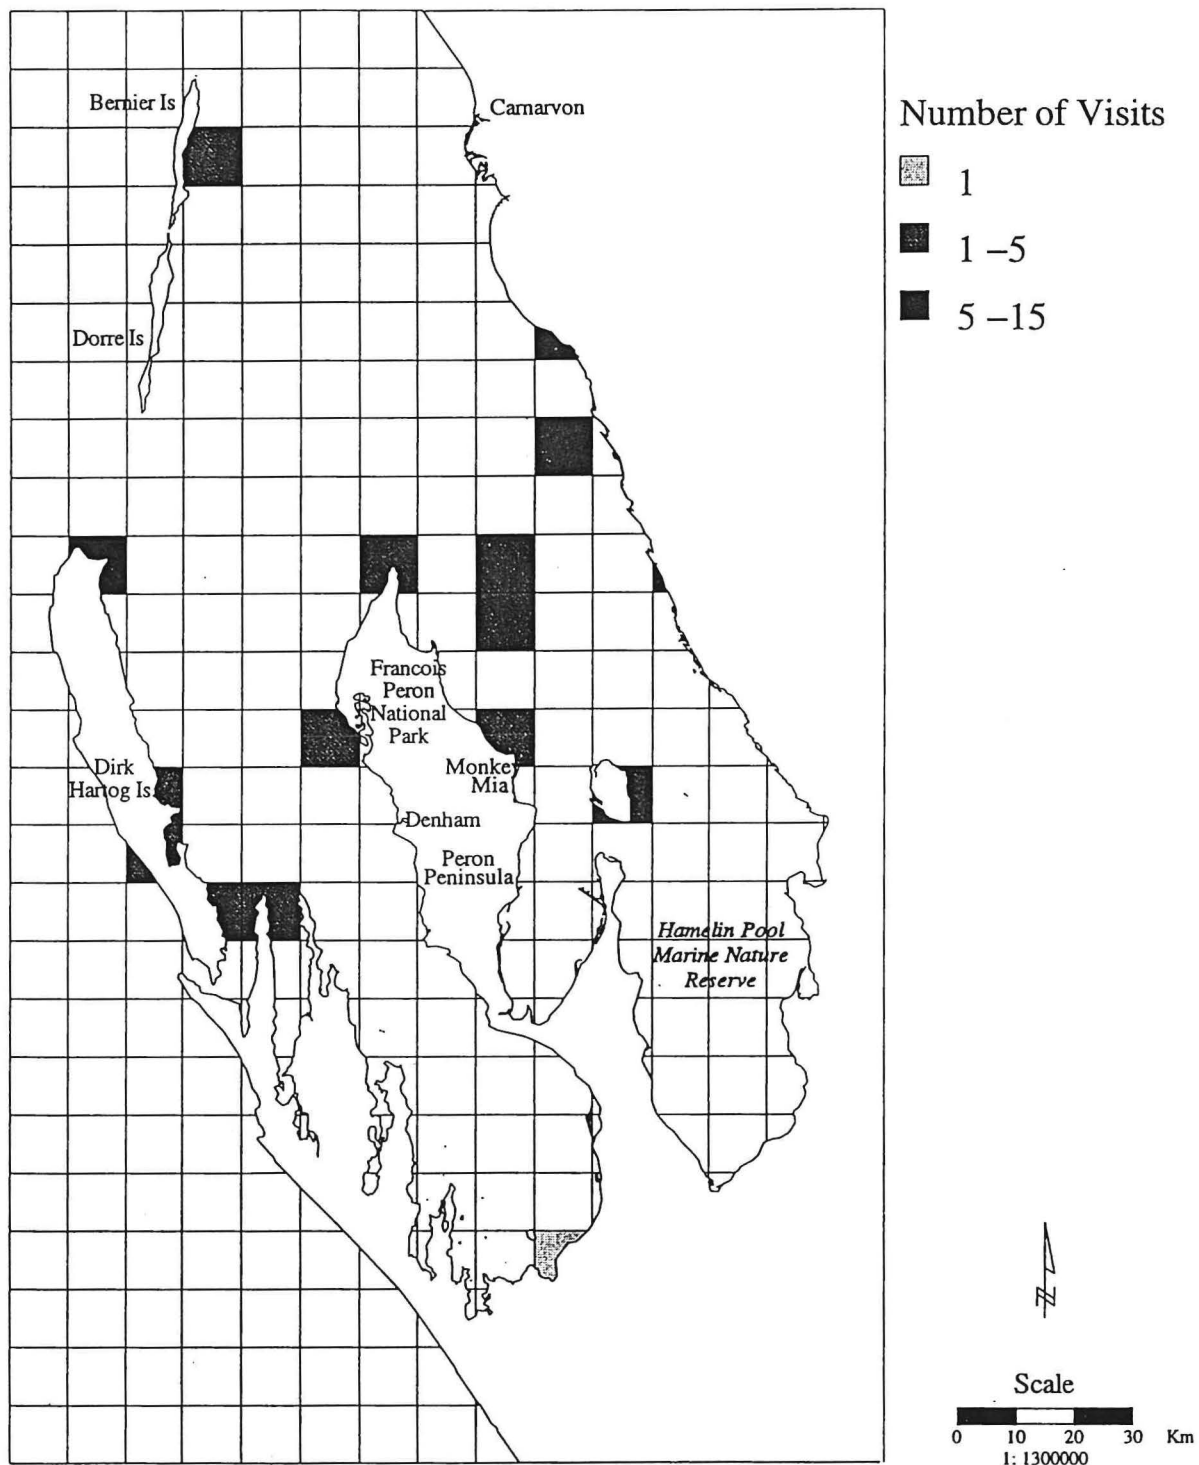 Bernier Is
Carnarvon
Dorre Is
Number of Visits
1
1 –5
5 –15
Francois
Peron
National
Park
Dirk
Hartog Is.
Monkey
Mia
Denham
Peron
Peninsula
Hamelin Pool
Marine Nature
Reserve
N
Scale
0 10 20 30 Km
1: 1300000